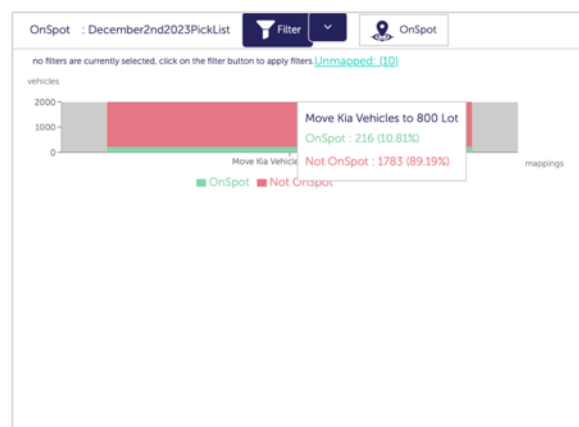 OnSpot : December2nd2023PickList Filter OnSpot
no filters are currently selected, click on the filter button to apply filters. Unmapped: (10)
vehicles
2000
1000
0
Move Kia Vehicles to 800 Lot
OnSpot : 216 (10.81%)
Not OnSpot : 1783 (89.19%)
Move Kia Vehicle
mappings
OnSpot Not OnSpot